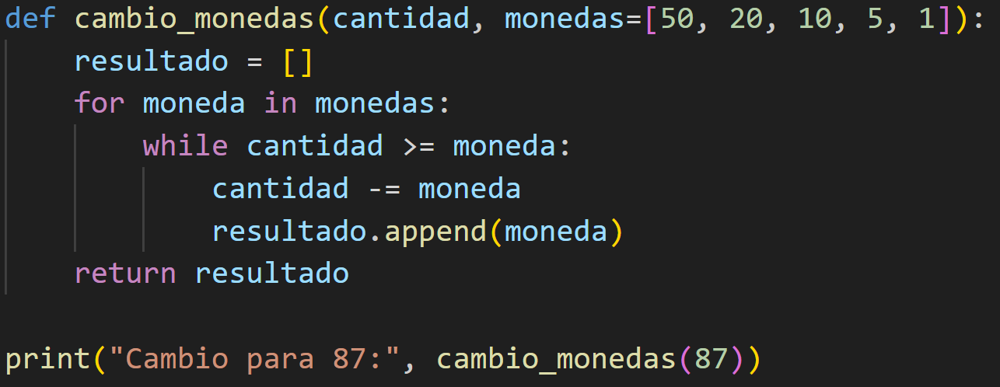 def cambio_monedas(cantidad, monedas=[50, 20, 10, 5, 1]):
    resultado = []
    for moneda in monedas:
        while cantidad >= moneda:
            cantidad -= moneda
            resultado.append(moneda)
    return resultado

print("Cambio para 87:", cambio_monedas(87))